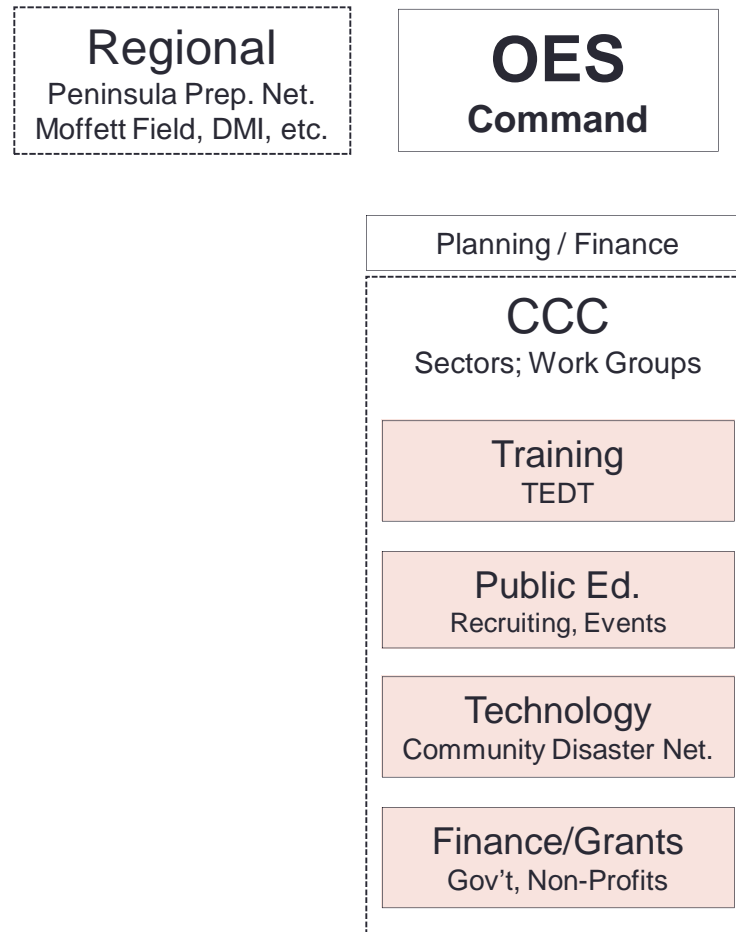 Regional
Peninsula Prep. Net.
Moffett Field, DMI, etc.
OES
Command
Planning / Finance
CCC
Sectors; Work Groups
Training
TEDT
Public Ed.
Recruiting, Events
Technology
Community Disaster Net.
Finance/Grants
Gov't, Non-Profits